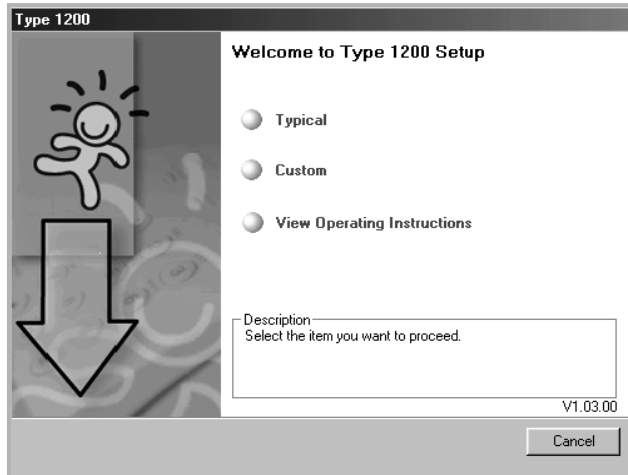 Type 1200
Welcome to Type 1200 Setup
Typical
Custom
View Operating Instructions
Description
Select the item you want to proceed.
V1.03.00
Cancel